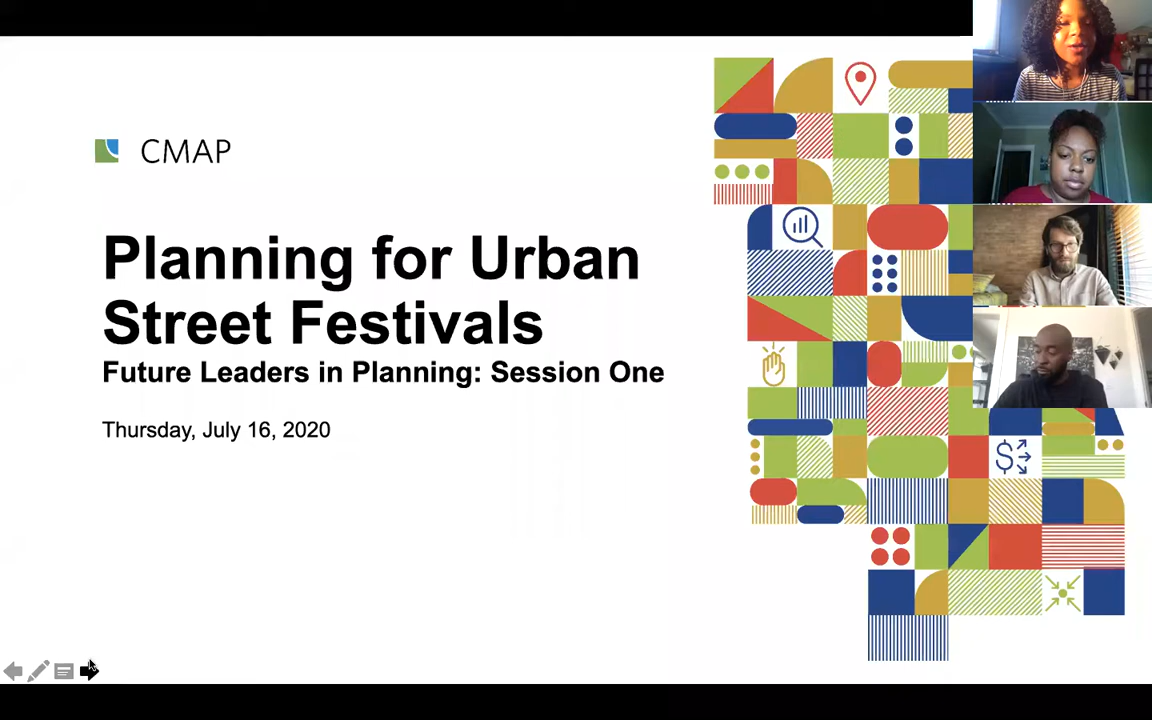 CMAP
Planning for Urban
Street Festivals
Future Leaders in Planning: Session One
Thursday, July 16, 2020